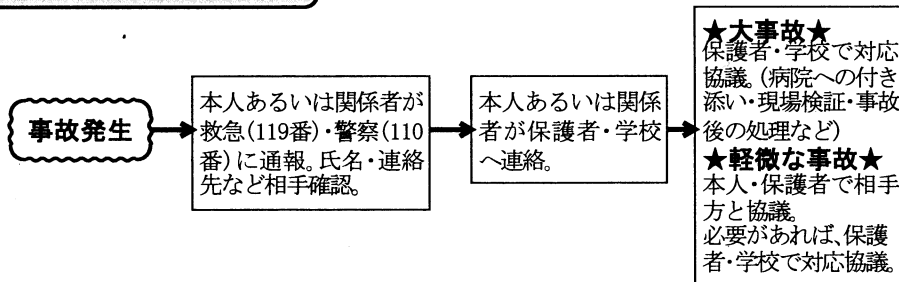 事故発生
本人あるいは関係者が
救急(119番)・警察(110
番)に通報。氏名・連絡
先など相手確認。
本人あるいは関係
者が保護者・学校
へ連絡。
★大事故★
保護者・学校で対応
協議。(病院への付き
添い・現場検証・事故
後の処理など)
★軽微な事故★
本人・保護者で相手
方と協議。
必要があれば、保護
者・学校で対応協議。